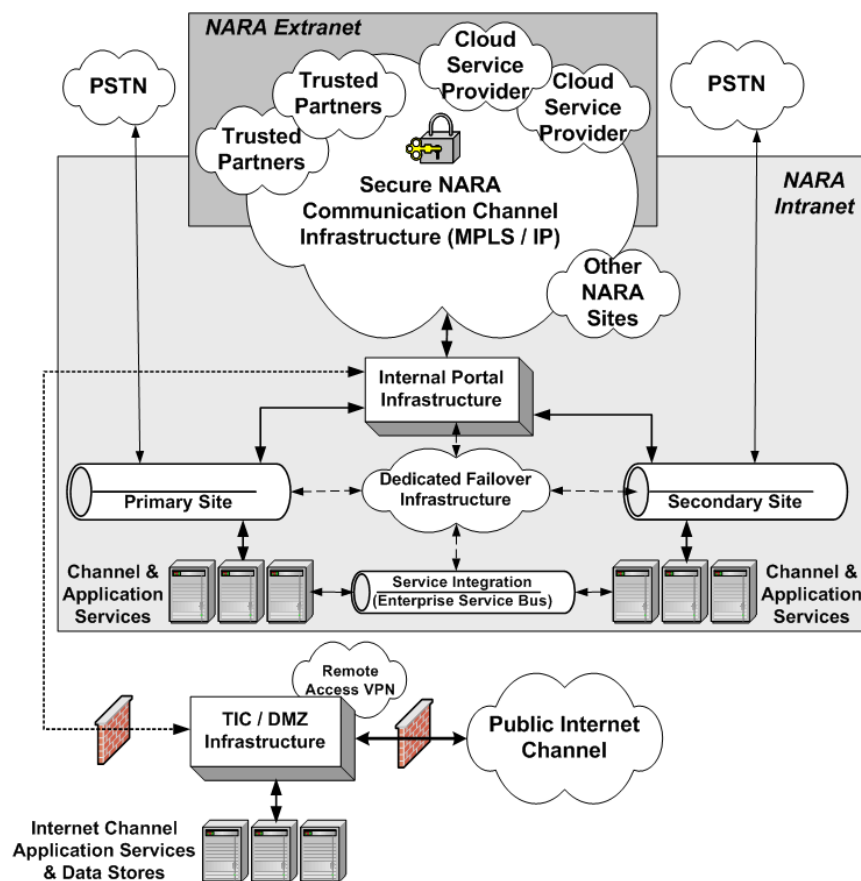 NARA Extranet
PSTN
Trusted
Partners
Trusted
Partners
Cloud
Service
Provider
Cloud
Service
Provider
PSTN
NARA
Intranet
Secure NARA
Communication Channel
Infrastructure (MPLS / IP)
Other
NARA
Sites
Internal Portal
Infrastructure
Primary Site
Dedicated Failover
Infrastructure
Secondary Site
Channel &
Application
Services
Service Integration
(Enterprise Service Bus)
Channel &
Application
Services
Remote
Access VPN
TIC / DMZ
Infrastructure
Public Internet
Channel
Internet Channel
Application Services
& Data Stores